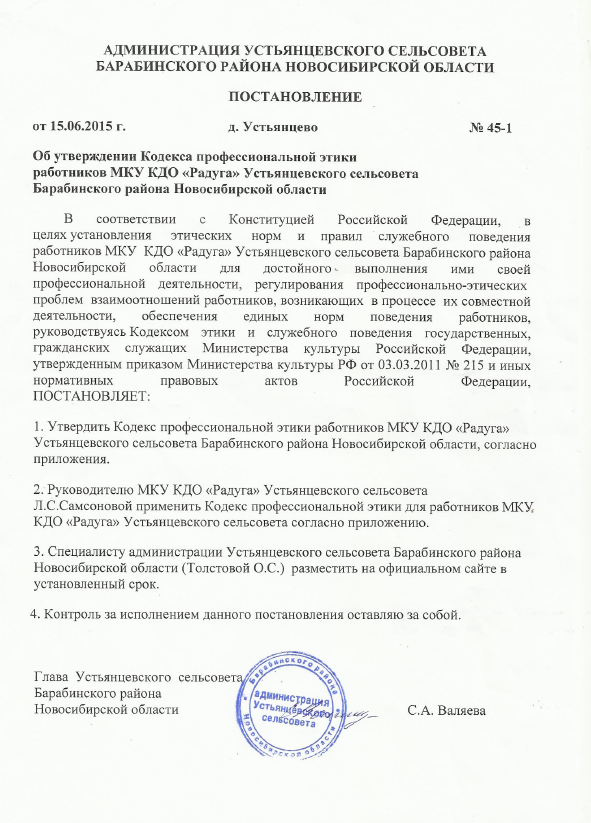 АДМИНИСТРАЦИЯ УСТЬЯНЦЕВСКОГО СЕЛЬСОВЕТА
БАРАБИНСКОГО РАЙОНА НОВОСИБИРСКОЙ ОБЛАСТИ
ПОСТАНОВЛЕНИЕ
от 15.06.2015 г. д. Устьянцево № 45-1
Об утверждении Кодекса профессиональной этики
работников МКУ КДО «Радуга» Устьянцевского сельсовета
Барабинского района Новосибирской области
В соответствии с Конституцией Российской Федерации, в
целях установления этических норм и правил служебного поведения
работников МКУ КДО «Радуга» Устьянцевского сельсовета Барабинского района
Новосибирской области для достойного выполнения ими своей
профессиональной деятельности, регулирования профессионально-этических
проблем взаимоотношений работников, возникающих в процессе их совместной
деятельности, обеспечения единых норм поведения работников,
руководствуясь Кодексом этики и служебного поведения государственных,
гражданских служащих Министерства культуры Российской Федерации,
утвержденным приказом Министерства культуры РФ от 03.03.2011 № 215 и иных
нормативных правовых актов Российской Федерации,
ПОСТАНОВЛЯЕТ:
1. Утвердить Кодекс профессиональной этики работников МКУ КДО «Радуга»
Устьянцевского сельсовета Барабинского района Новосибирской области, согласно
приложения.
2. Руководителю МКУ КДО «Радуга» Устьянцевского сельсовета
Л.С.Самсоновой применить Кодекс профессиональной этики для работников МКУ
КДО «Радуга» Устьянцевского сельсовета согласно приложению.
3. Специалисту администрации Устьянцевского сельсовета Барабинского района
Новосибирской области (Толстовой О.С.) разместить на официальном сайте в
установленный срок.
4. Контроль за исполнением данного постановления оставляю за собой.
Глава Устьянцевского сельсовета
Барабинского района
Новосибирской области С.А. Валяева
Барабинского района
администрация
Устьянцевского
сельсовета
Новосибирской области